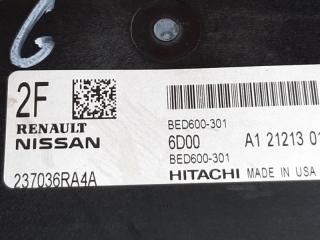 2F
RENAULT
NISSAN
237036RA4A
BED600-301
6D00 A1 21213 01
BED600-301
HITACHI MADE IN USA